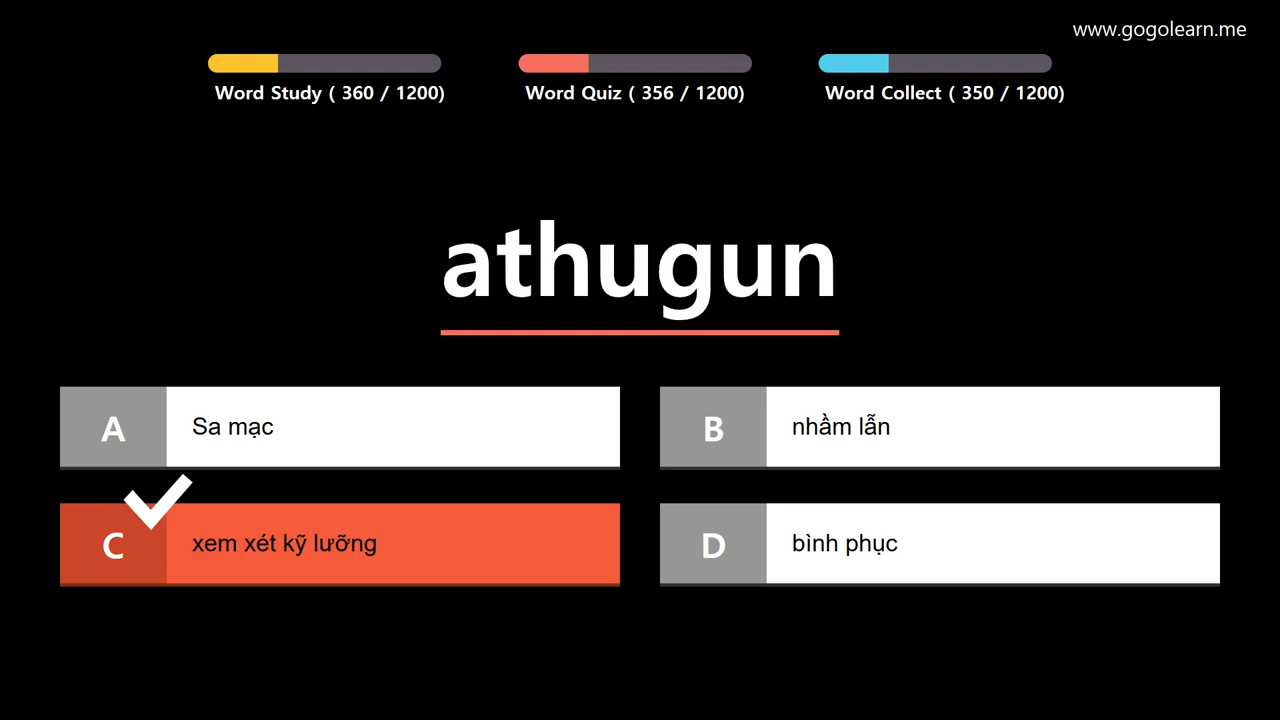 www.gogolearn.me
Word Study ( 360 / 1200)
Word Quiz ( 356 / 1200)
Word Collect ( 350 / 1200)
athugun
A
Sa mạc
B
nhầm lẫn
C
xem xét kỹ lưỡng
D
bình phục